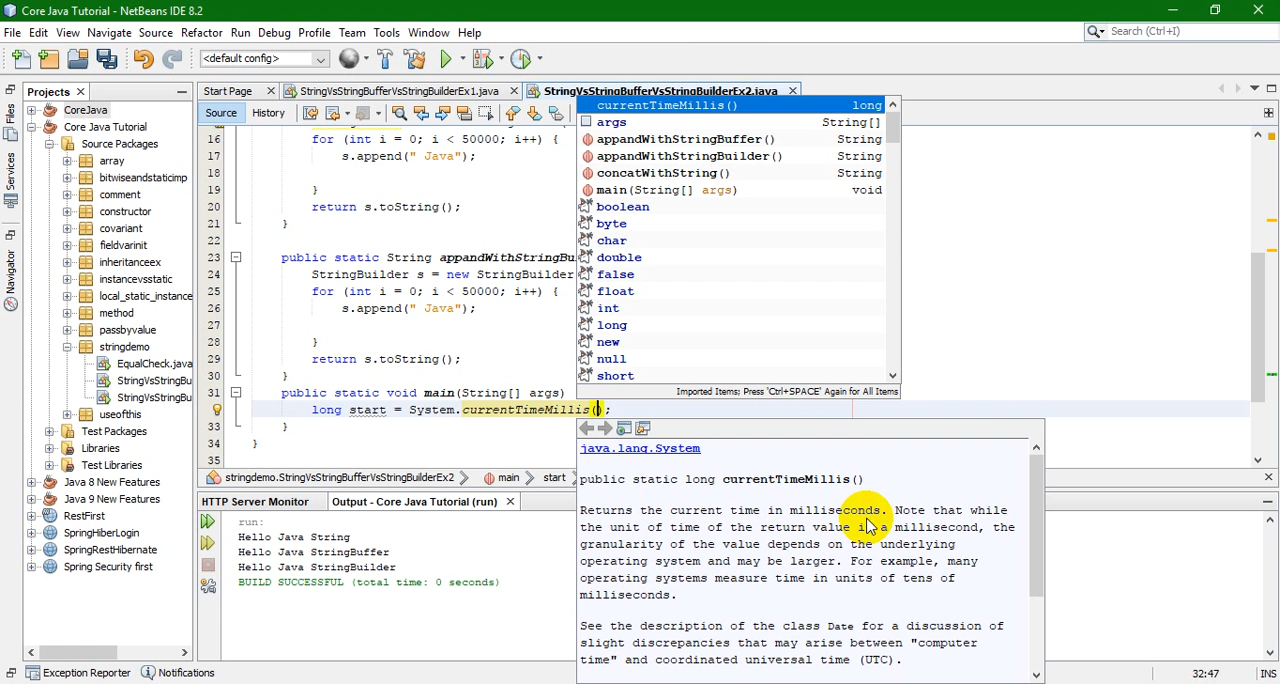 Core Java Tutorial - NetBeans IDE 8.2
File Edit View Navigate Source Refactor Run Debug Profile Team Tools Window Help
Search (Ctrl+I)
<default config>
Projects
Start Page
StringVsStringBufferVsStringBuilderEx1.java
StringVsStringBufferVsStringBuilderEx2.java
Source History
Files
Services
Navigator
CoreJava
Core Java Tutorial
Source Packages
array
bitwiseandstaticimp
comment
constructor
covariant
fieldvarinit
inheritanceex
instancevsstatic
local_static_instance
method
passbyvalue
stringdemo
EqualCheck.java
StringVsStringBu
StringVsStringBu
useofthis
Test Packages
Libraries
Test Libraries
Java 8 New Features
Java 9 New Features
RestFirst
SpringHiberLogin
SpringRestHibernate
Spring Security first
16 for (int i = 0; i < 50000; i++) {
17 s.append(" Java");
18
19 }
20 return s.toString();
21 }
22
23 public static String appandWithStringBu
24 StringBuilder s = new StringBuilder
25 for (int i = 0; i < 50000; i++) {
26 s.append(" Java");
27
28 }
29 return s.toString();
30 }
31 public static void main(String[] args)
long start = System.currentTimeMillis();
33 }
34 }
35
currentTimeMillis() long
args String[]
appandWithStringBuffer() String
appandWithStringBuilder() String
concatWithString() String
main(String[] args) void
boolean
byte
char
double
false
float
int
long
new
null
short
Imported Items; Press 'Ctrl+SPACE' Again for All Items
java.lang.System
public static long currentTimeMillis()
Returns the current time in milliseconds. Note that while
the unit of time of the return value is a millisecond, the
granularity of the value depends on the underlying
operating system and may be larger. For example, many
operating systems measure time in units of tens of
milliseconds.
See the description of the class Date for a discussion of
slight discrepancies that may arise between "computer
time" and coordinated universal time (UTC).
stringdemo.StringVsStringBufferVsStringBuilderEx2 main start
HTTP Server Monitor
Output - Core Java Tutorial (run)
run:
Hello Java String
Hello Java StringBuffer
Hello Java StringBuilder
BUILD SUCCESSFUL (total time: 0 seconds)
Exception Reporter
Notifications
32:47
INS